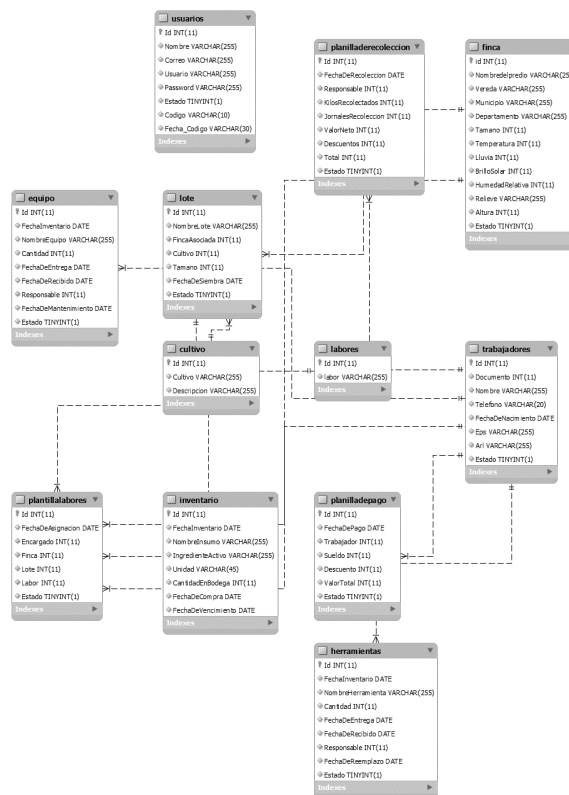 usuarios
Id INT(11)
Nombre VARCHAR(255)
Correo VARCHAR(255)
Usuario VARCHAR(255)
Password VARCHAR(255)
Estado TINYINT(1)
Codigo VARCHAR(10)
Fecha_Codigo VARCHAR(30)
Indexes
planilladerecoleccion
Id INT(11)
FechaDeRecoleccion DATE
Responsable INT(11)
KilosRecolectados INT(11)
JornalesRecoleccion INT(11)
ValorNeto INT(11)
Descuentos INT(11)
Total INT(11)
Estado TINYINT(1)
Indexes
finca
id INT(11)
Nombredelpredio VARCHAR(255
Vereda VARCHAR(255)
Municipio VARCHAR(255)
Departamento VARCHAR(255)
Tamano INT(11)
Temperatura INT(11)
Lluvia INT(11)
BrilloSolar INT(11)
HumedadRelativa INT(11)
Relieve VARCHAR(255)
Altura INT(11)
Estado TINYINT(1)
Indexes
equipo
Id INT(11)
FechaInventario DATE
NombreEquipo VARCHAR(255)
Cantidad INT(11)
FechaDeEntrega DATE
FechaDeRecibido DATE
Responsable INT(11)
FechaDeMantenimiento DATE
Estado TINYINT(1)
Indexes
lote
Id INT(11)
NombreLote VARCHAR(255)
FincaAsociada INT(11)
Cultivo INT(11)
Tamano INT(11)
FechaDeSiembra DATE
Estado TINYINT(1)
Indexes
cultivo
Id INT(11)
Cultivo VARCHAR(255)
Descripcion VARCHAR(255)
Indexes
labores
Id INT(11)
labor VARCHAR(255)
Indexes
trabajadores
Id INT(11)
Documento INT(11)
Nombre VARCHAR(255)
Telefono VARCHAR(20)
FechaDeNacimiento DATE
Eps VARCHAR(255)
Arl VARCHAR(255)
Estado TINYINT(1)
Indexes
plantillalabores
Id INT(11)
FechaDeAsignacion DATE
Encargado INT(11)
Finca INT(11)
Lote INT(11)
Labor INT(11)
Estado TINYINT(1)
Indexes
inventario
Id INT(11)
FechaInventario DATE
NombreInsumo VARCHAR(255)
IngredienteActivo VARCHAR(255)
Unidad VARCHAR(45)
CantidadEnBodega INT(11)
FechaDeCompra DATE
FechaDeVencimiento DATE
Indexes
planilladepago
Id INT(11)
FechaDePago DATE
Trabajador INT(11)
Sueldo INT(11)
Descuento INT(11)
ValorTotal INT(11)
Estado TINYINT(1)
Indexes
herramientas
Id INT(11)
FechaInventario DATE
NombreHerramienta VARCHAR(255)
Cantidad INT(11)
FechaDeEntrega DATE
FechaDeRecibido DATE
Responsable INT(11)
FechaDeReemplazo DATE
Estado TINYINT(1)
Indexes